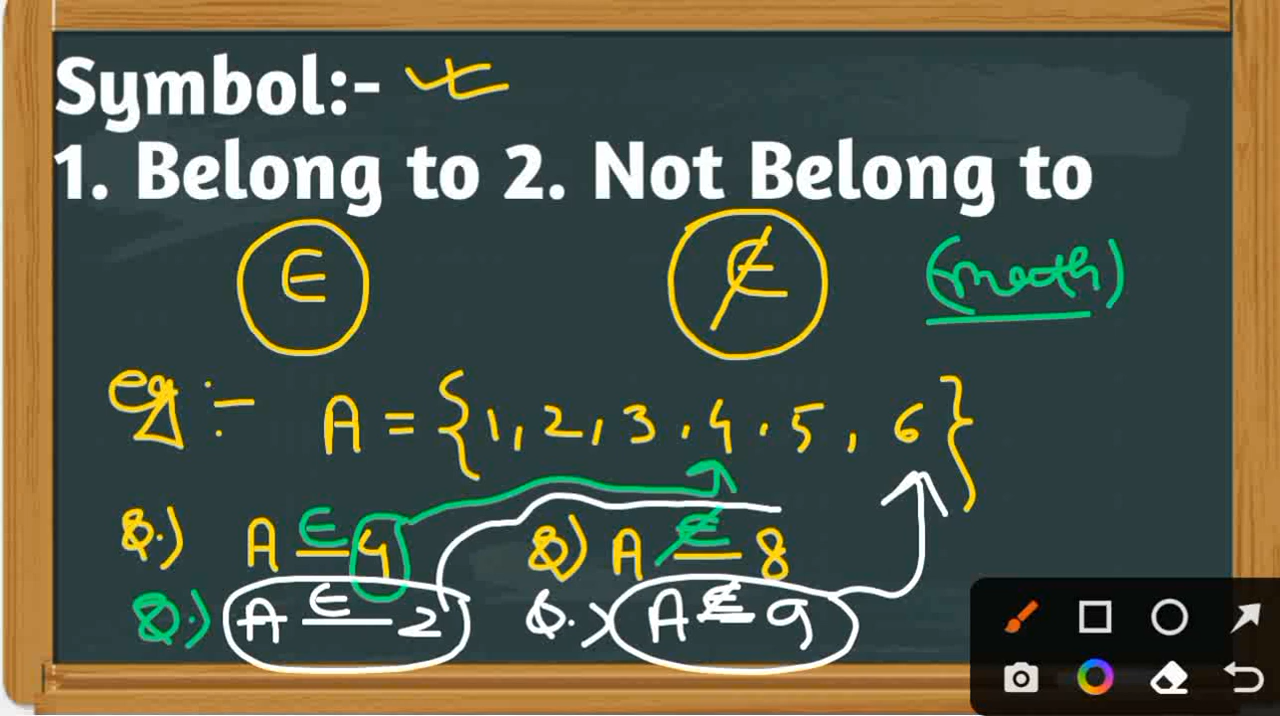 Symbol:-
1. Belong to 2. Not Belong to
∈ ∉ (math)
eg :- A = {1, 2, 3, 4, 5, 6}
Q.) A ∈ 4 Q) A ∉ 8
Q.) A ∈ 2 Q.) A ∉ 9